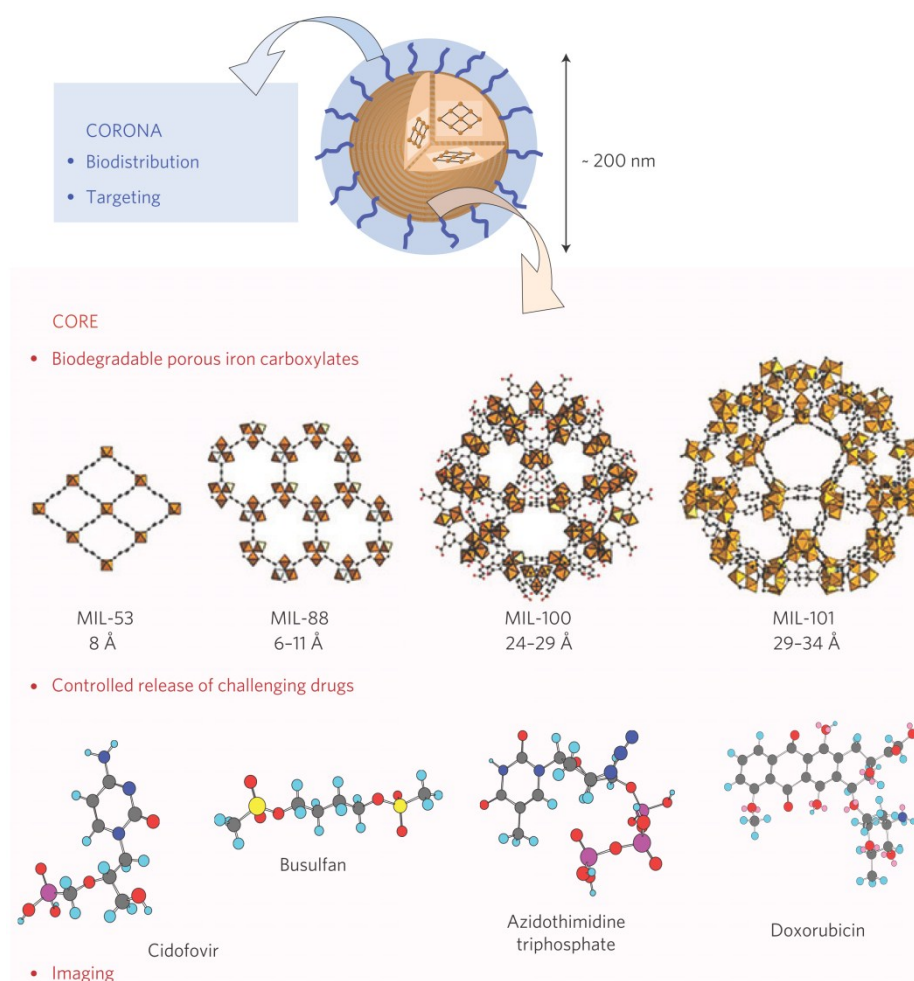 CORONA
• Biodistribution
• Targeting
~ 200 nm
CORE
• Biodegradable porous iron carboxylates
MIL-53
8 Å
MIL-88
6–11 Å
MIL-100
24–29 Å
MIL-101
29–34 Å
• Controlled release of challenging drugs
Cidofovir
Busulfan
Azidothimidine
triphosphate
Doxorubicin
• Imaging